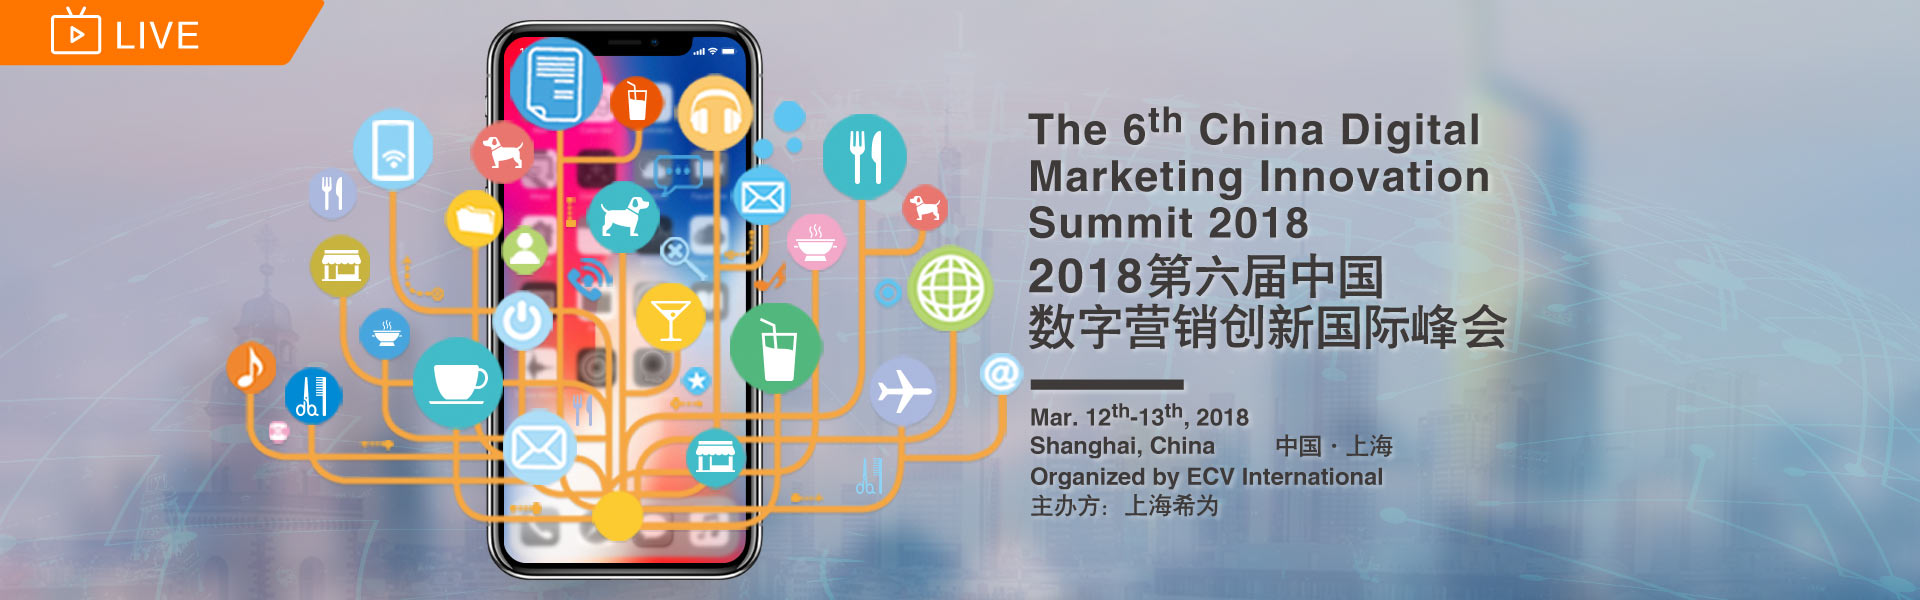 LIVE
The 6th China Digital
Marketing Innovation
Summit 2018
2018第六届中国
数字营销创新国际峰会
Mar. 12th-13th, 2018
Shanghai, China 中国·上海
Organized by ECV International
主办方：上海希为
@